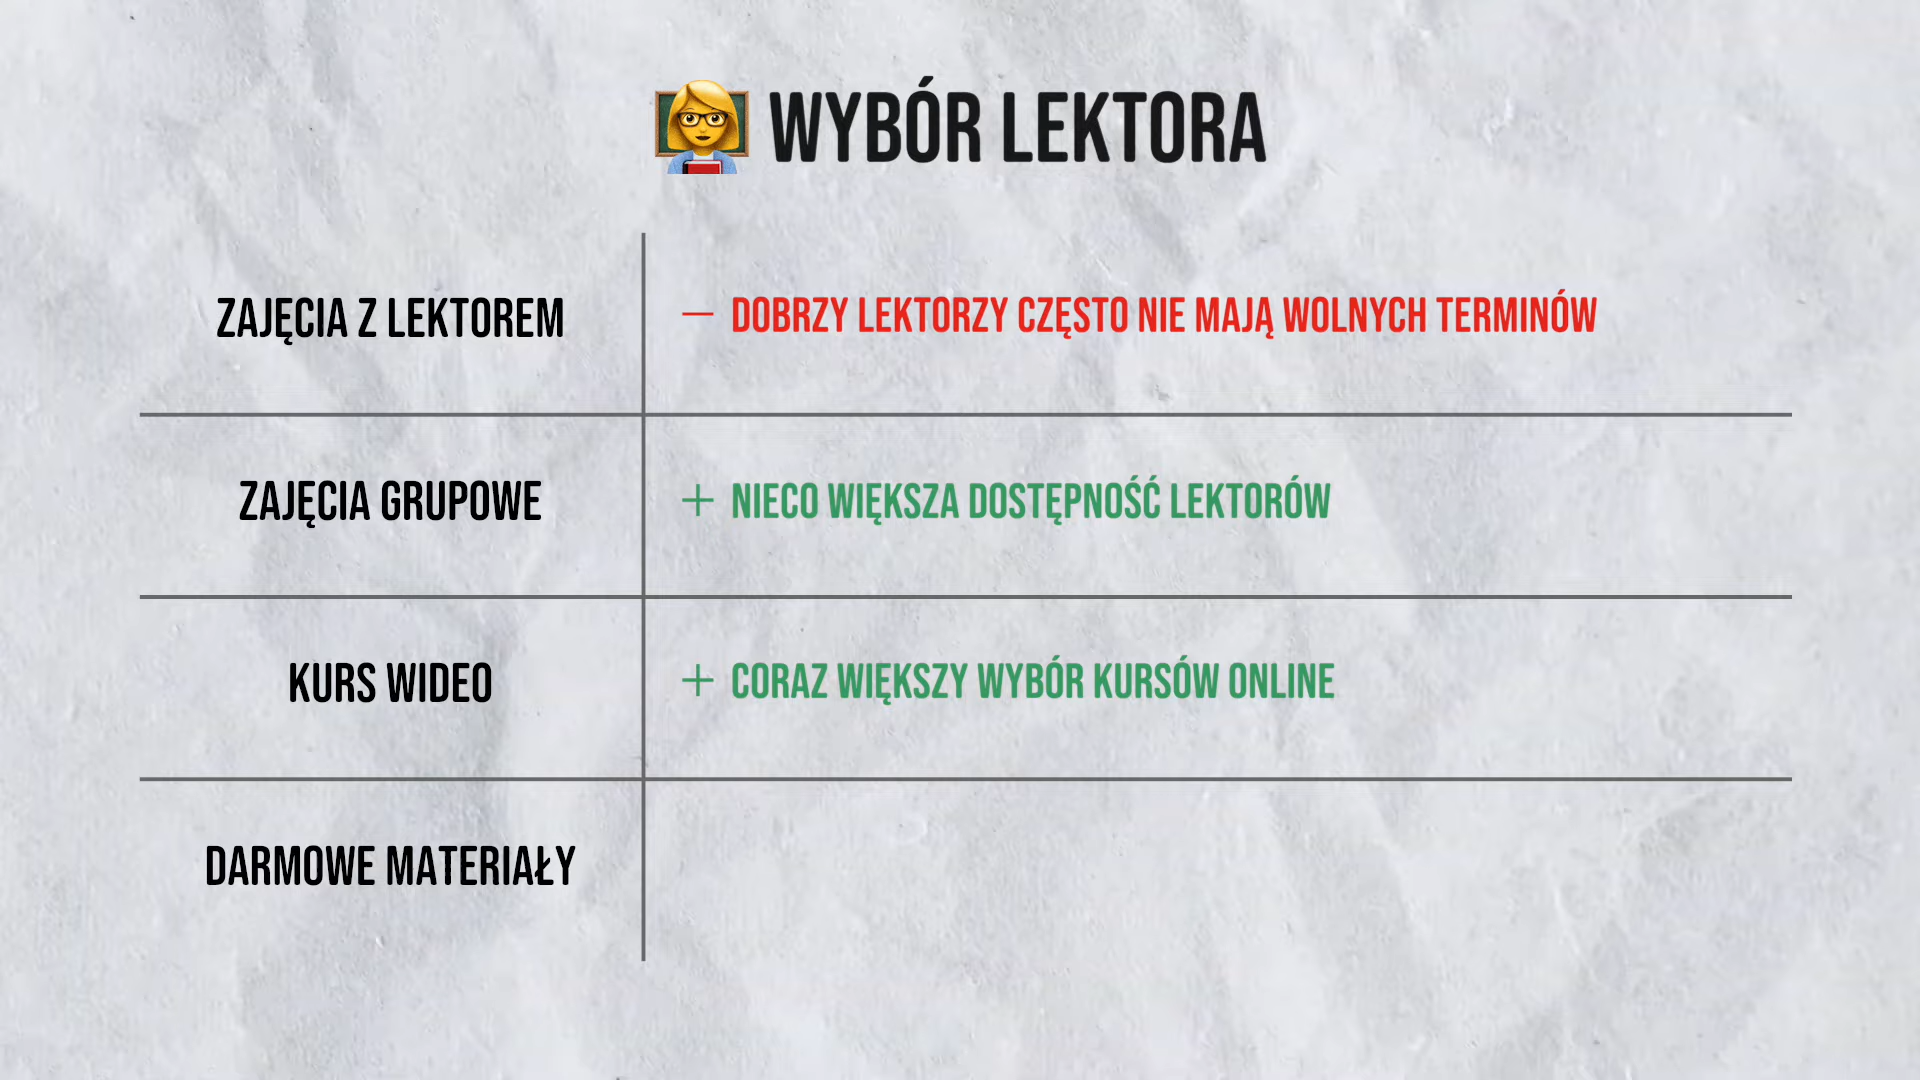 WYBÓR LEKTORA
ZAJĘCIA Z LEKTOREM
— DOBRZY LEKTORZY CZĘSTO NIE MAJĄ WOLNYCH TERMINÓW
ZAJĘCIA GRUPOWE
+ NIECO WIĘKSZA DOSTĘPNOŚĆ LEKTORÓW
KURS WIDEO
+ CORAZ WIĘKSZY WYBÓR KURSÓW ONLINE
DARMOWE MATERIAŁY